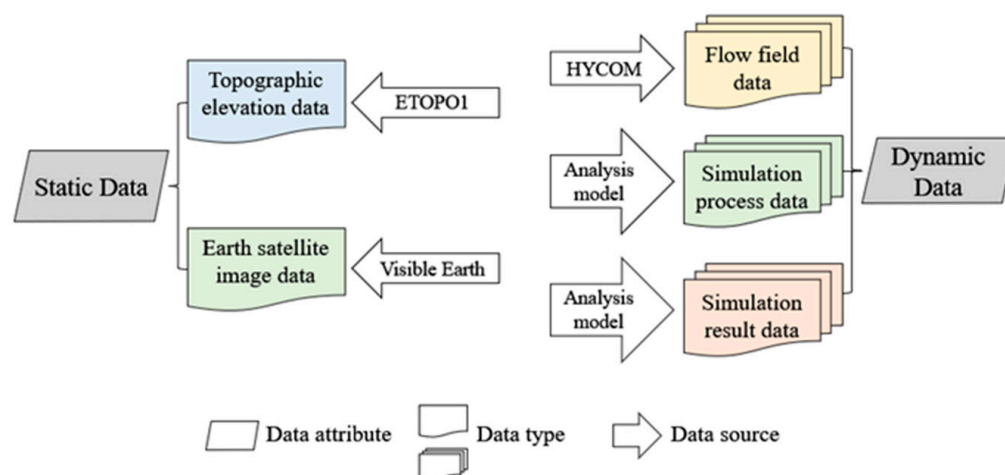 Static Data
Topographic
elevation data
ETOPO1
Earth satellite
image data
Visible Earth
HYCOM
Flow field
data
Analysis
model
Simulation
process data
Analysis
model
Simulation
result data
Dynamic
Data
Data attribute
Data type
Data source